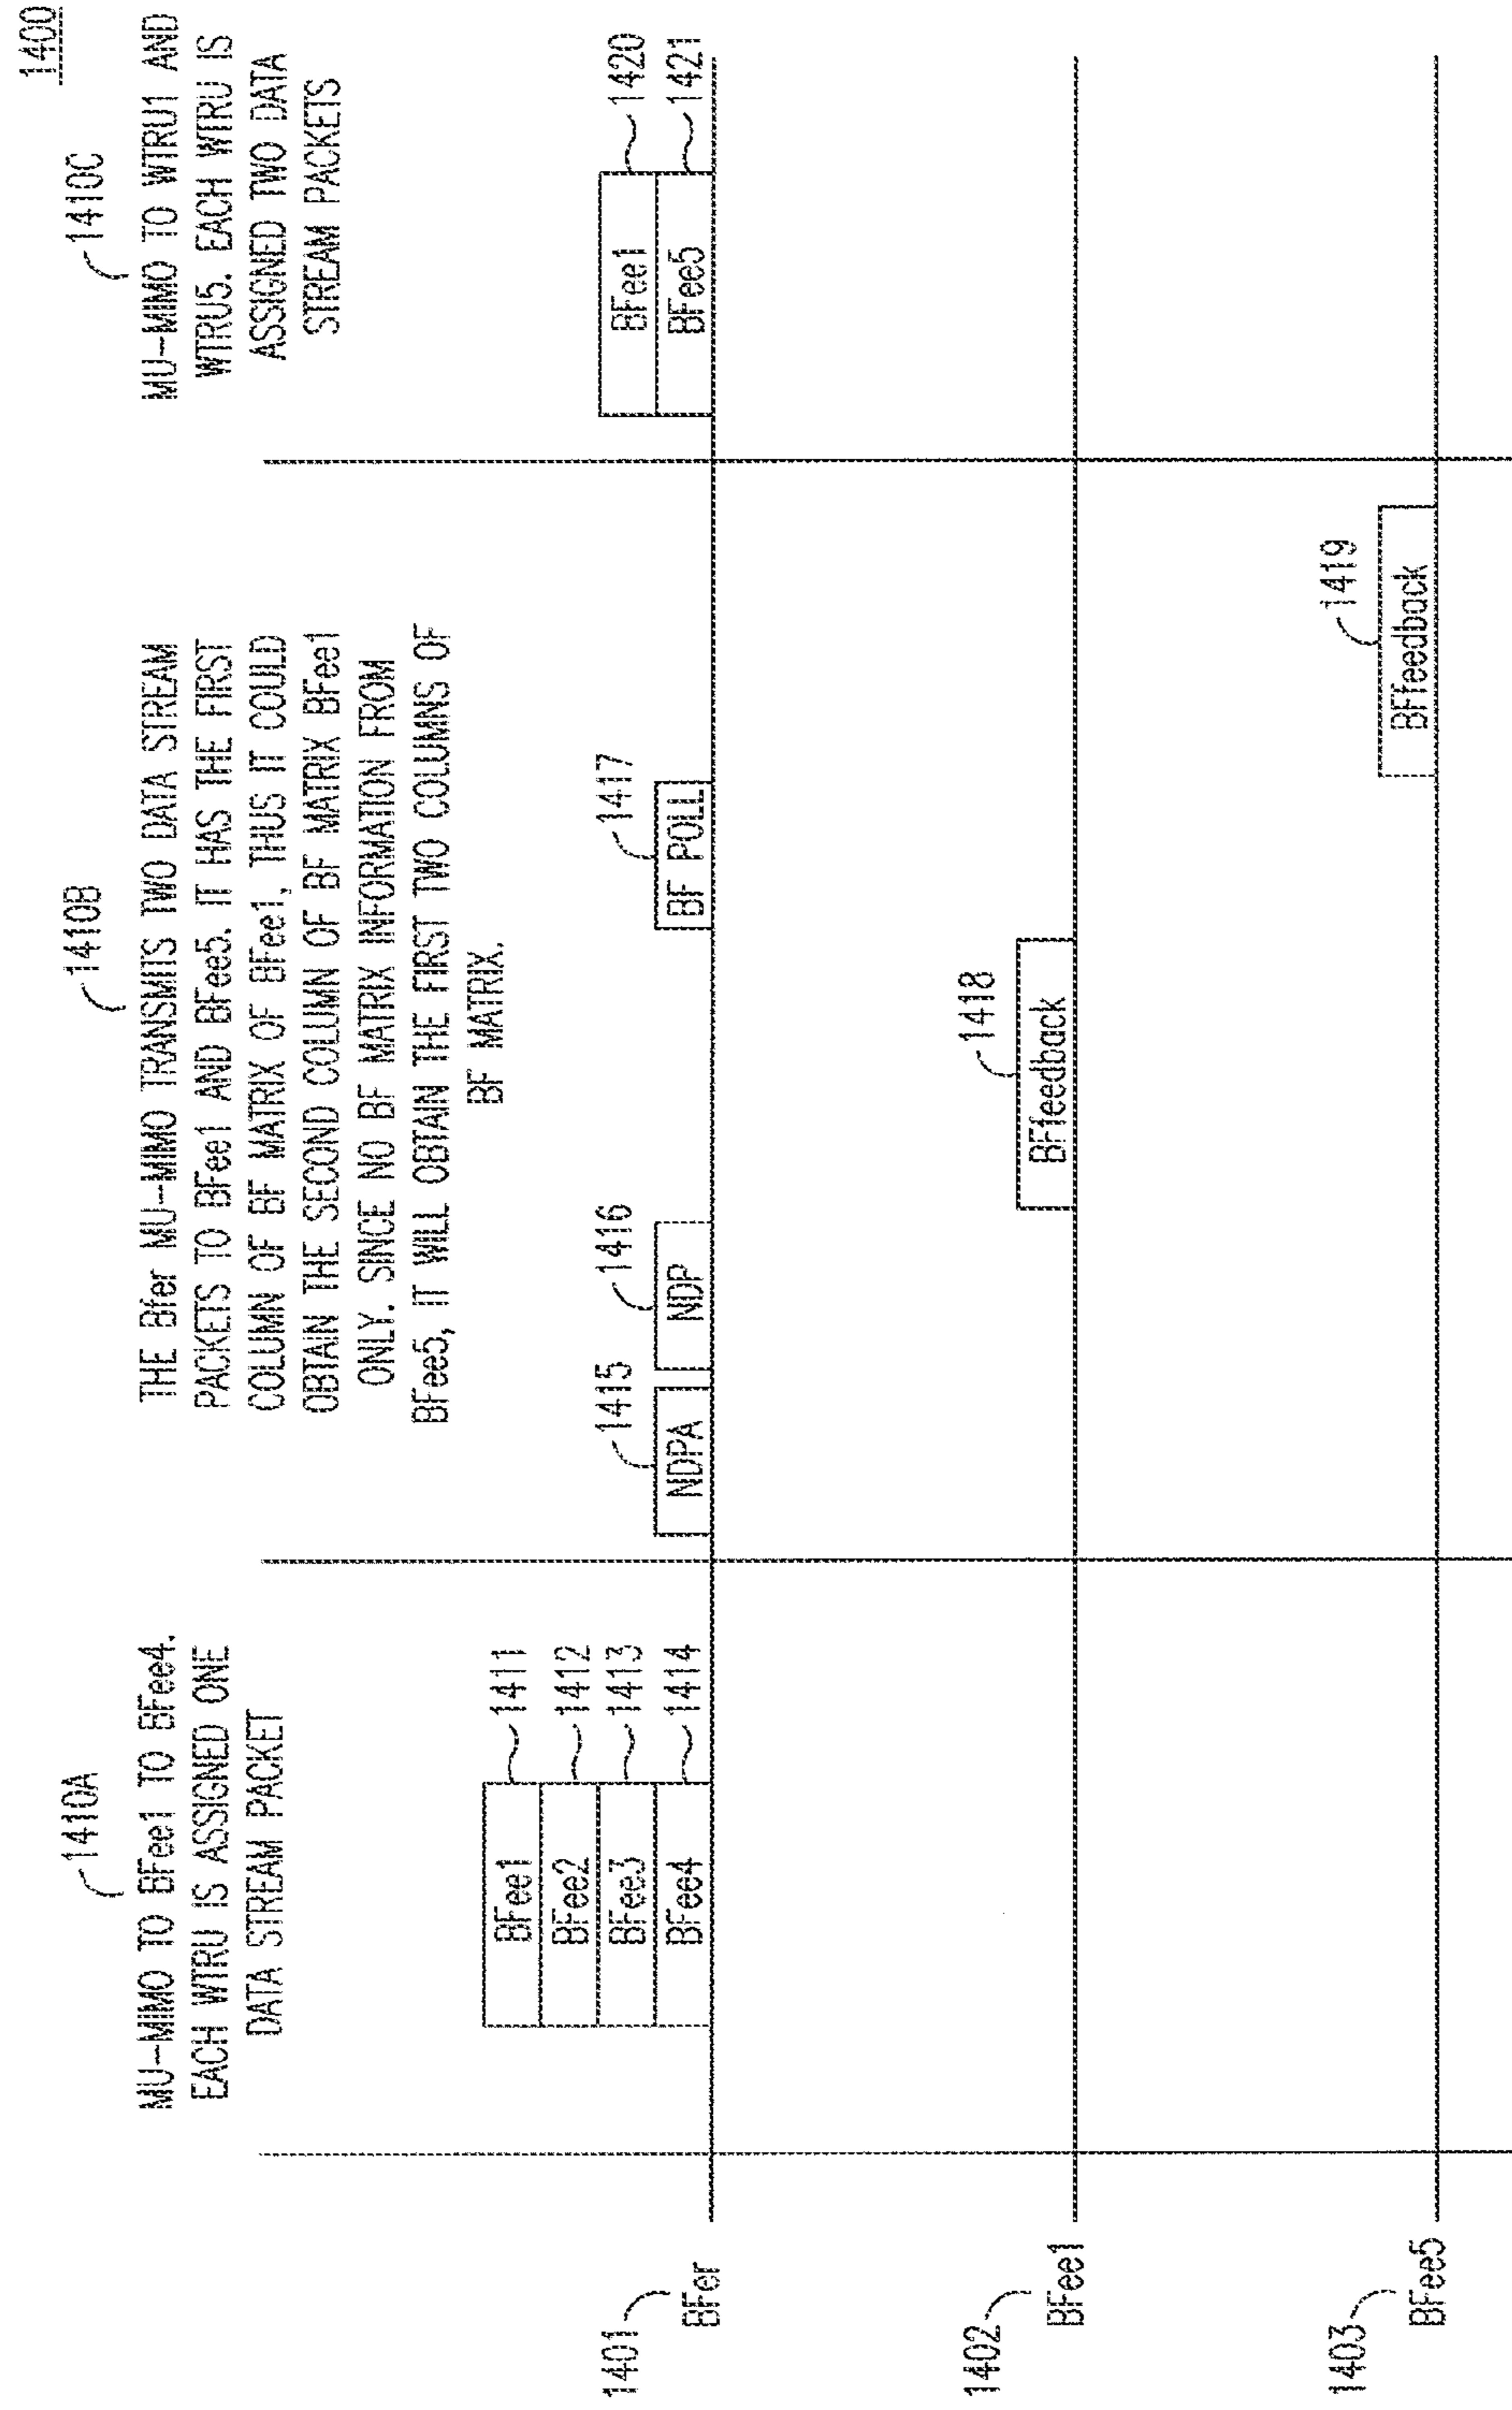 1400
1410A
MU-MIMO TO BFee1 TO BFee4.
EACH WTRU IS ASSIGNED ONE
DATA STREAM PACKET
1410B
THE Bfer MU-MIMO TRANSMITS TWO DATA STREAM
PACKETS TO BFee1 AND BFee5. IT HAS THE FIRST
COLUMN OF BF MATRIX OF BFee1, THUS IT COULD
OBTAIN THE SECOND COLUMN OF BF MATRIX BFee1
ONLY. SINCE NO BF MATRIX INFORMATION FROM
BFee5, IT WILL OBTAIN THE FIRST TWO COLUMNS OF
BF MATRIX.
1410C
MU-MIMO TO WTRU1 AND
WTRU5. EACH WTRU IS
ASSIGNED TWO DATA
STREAM PACKETS
1401
BFer
BFee1
1411
BFee2
1412
BFee3
1413
BFee4
1414
1415
NDPA
1416
NDP
1417
BF POLL
BFee1
1420
BFee5
1421
1402
BFee1
1418
BFfeedback
1403
BFee5
1419
BFfeedback